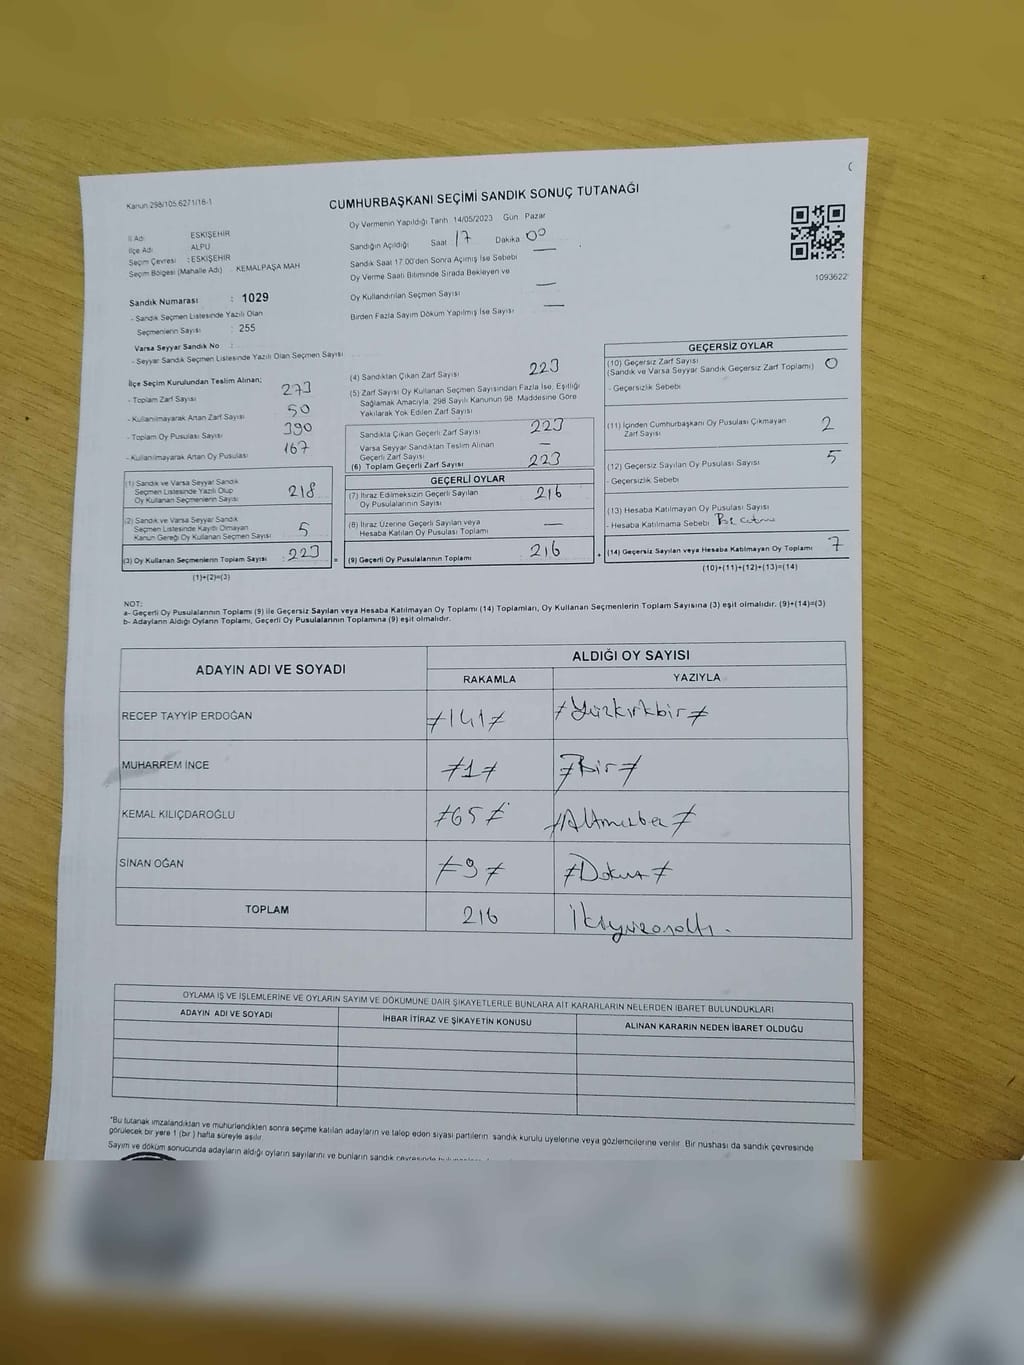 Kanun 298/105,6271/16-1
CUMHURBAŞKANI SEÇİMİ SANDIK SONUÇ TUTANAĞI
İl Adı : ESKİŞEHİR
İlçe Adı : ALPU
Seçim Çevresi : ESKİŞEHİR
Seçim Bölgesi (Mahalle Adı) : KEMALPAŞA MAH
Sandık Numarası : 1029
- Sandık Seçmen Listesinde Yazılı Olan
Seçmenlerin Sayısı : 255
Varsa Seyyar Sandık No :
- Seyyar Sandık Seçmen Listesinde Yazılı Olan Seçmen Sayısı
Oy Vermenin Yapıldığı Tarih 14/05/2023 Gün Pazar
Sandığın Açıldığı Saat 17 Dakika 00
Sandık Saat 17.00'den Sonra Açımış İse Sebebi —
Oy Verme Saati Bitiminde Sırada Bekleyen ve
Oy Kullandırılan Seçmen Sayısı —
Birden Fazla Sayım Döküm Yapılmış İse Sayısı —
1093622
İlçe Seçim Kurulundan Teslim Alınan;
- Toplam Zarf Sayısı 273
- Kullanılmayarak Artan Zarf Sayısı 50
- Toplam Oy Pusulası Sayısı 390
- Kullanılmayarak Artan Oy Pusulası 167
(1) Sandık ve Varsa Seyyar Sandık
Seçmen Listesinde Yazılı Olup
Oy Kullanan Seçmenlerin Sayısı 218
(2) Sandık ve Varsa Seyyar Sandık
Seçmen Listesinde Kayıtlı Olmayan
Kanun Gereği Oy Kullanan Seçmen Sayısı 5
(3) Oy Kullanan Seçmenlerin Toplam Sayısı 223 =
(1)+(2)=(3)
(4) Sandıktan Çıkan Zarf Sayısı 223
(5) Zarf Sayısı Oy Kullanan Seçmen Sayısından Fazla İse, Eşitliği
Sağlamak Amacıyla, 298 Sayılı Kanunun 98. Maddesine Göre
Yakılarak Yok Edilen Zarf Sayısı
Sandıkta Çıkan Geçerli Zarf Sayısı 223
Varsa Seyyar Sandıktan Teslim Alınan
Geçerli Zarf Sayısı —
(6) Toplam Geçerli Zarf Sayısı 223
GEÇERLİ OYLAR
(7) İtiraz Edilmeksizin Geçerli Sayılan
Oy Pusulalarının Sayısı 216
(8) İtiraz Üzerine Geçerli Sayılan veya
Hesaba Katılan Oy Pusulası Toplamı —
(9) Geçerli Oy Pusulalarının Toplamı 216 +
GEÇERSİZ OYLAR
(10) Geçersiz Zarf Sayısı
(Sandık ve Varsa Seyyar Sandık Geçersiz Zarf Toplamı) 0
- Geçersizlik Sebebi
(11) İçinden Cumhurbaşkanı Oy Pusulası Çıkmayan
Zarf Sayısı 2
(12) Geçersiz Sayılan Oy Pusulası Sayısı 5
- Geçersizlik Sebebi
(13) Hesaba Katılmayan Oy Pusulası Sayısı
- Hesaba Katılmama Sebebi
(14) Geçersiz Sayılan veya Hesaba Katılmayan Oy Toplamı 7
(10)+(11)+(12)+(13)=(14)
NOT:
a- Geçerli Oy Pusulalarının Toplamı (9) ile Geçersiz Sayılan veya Hesaba Katılmayan Oy Toplamı (14) Toplamları, Oy Kullanan Seçmenlerin Toplam Sayısına (3) eşit olmalıdır. (9)+(14)=(3)
b- Adayların Aldığı Oyların Toplamı, Geçerli Oy Pusulalarının Toplamına (9) eşit olmalıdır.
ADAYIN ADI VE SOYADI ALDIĞI OY SAYISI
RAKAMLA YAZIYLA
RECEP TAYYİP ERDOĞAN ≠141≠ ≠Yüzkırkbir≠
MUHARREM İNCE ≠1≠ ≠Bir≠
KEMAL KILIÇDAROĞLU ≠65≠ ≠Altmışbeş≠
SİNAN OĞAN ≠9≠ ≠Dokuz≠
TOPLAM 216 İkiyüzonaltı.
OYLAMA İŞ VE İŞLEMLERİNE VE OYLARIN SAYIM VE DÖKÜMÜNE DAİR ŞİKAYETLERLE BUNLARA AİT KARARLARIN NELERDEN İBARET BULUNDUKLARI
ADAYIN ADI VE SOYADI İHBAR İTİRAZ VE ŞİKAYETİN KONUSU ALINAN KARARIN NEDEN İBARET OLDUĞU
*Bu tutanak imzalandıktan ve mühürlendikten sonra seçime katılan adayların ve talep eden siyasi partilerin sandık kurulu üyelerine veya gözlemcilerine verilir. Bir nüshası da sandık çevresinde
görülecek bir yere 1 (bir) hafta süreyle asılır.
Sayım ve döküm sonucunda adayların aldığı oyların sayılarını ve bunların sandık çevresinde